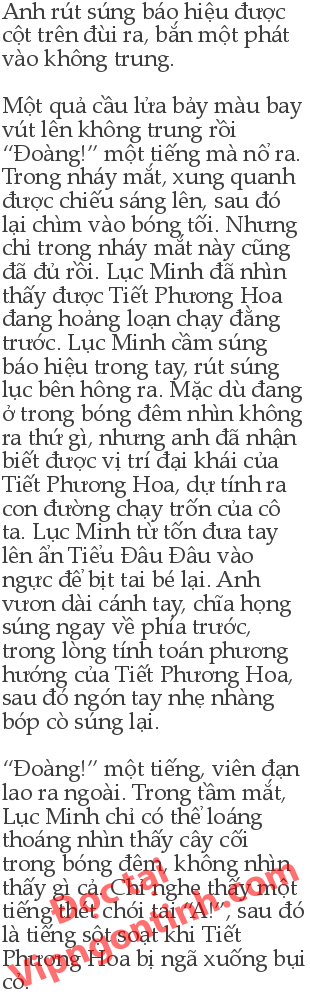 Anh rút súng báo hiệu được
cột trên đùi ra, bắn một phát
vào không trung.
Một quả cầu lửa bảy màu bay
vút lên không trung rồi
“Đoàng!” một tiếng mà nổ ra.
Trong nháy mắt, xung quanh
được chiếu sáng lên, sau đó
lại chìm vào bóng tối. Nhưng
chỉ trong nháy mắt này cũng
đã đủ rồi. Lục Minh đã nhìn
thấy được Tiết Phương Hoa
đang hoảng loạn chạy đằng
trước. Lục Minh cầm súng
báo hiệu trong tay, rút súng
lục bên hông ra. Mặc dù đang
ở trong bóng đêm nhìn không
ra thứ gì, nhưng anh đã nhận
biết được vị trí đại khái của
Tiết Phương Hoa, dự tính ra
con đường chạy trốn của cô
ta. Lục Minh từ tốn đưa tay
lên ấn Tiểu Đâu Đâu vào
ngực để bịt tai bé lại. Anh
vươn dài cánh tay, chĩa họng
súng ngay về phía trước,
trong lòng tính toán phương
hướng của Tiết Phương Hoa,
sau đó ngón tay nhẹ nhàng
bóp cò súng lại.
“Đoàng!” một tiếng, viên đạn
lao ra ngoài. Trong tầm mắt,
Lục Minh chỉ có thể loáng
thoáng nhìn thấy cây cối
trong bóng đêm, không nhìn
thấy gì cả. Chỉ nghe thấy một
tiếng thét chói tai “A!”, sau đó
là tiếng sột soạt khi Tiết
Phương Hoa bị ngã xuống bụi
cỏ.
Đọc tại
Vipngontinh.com